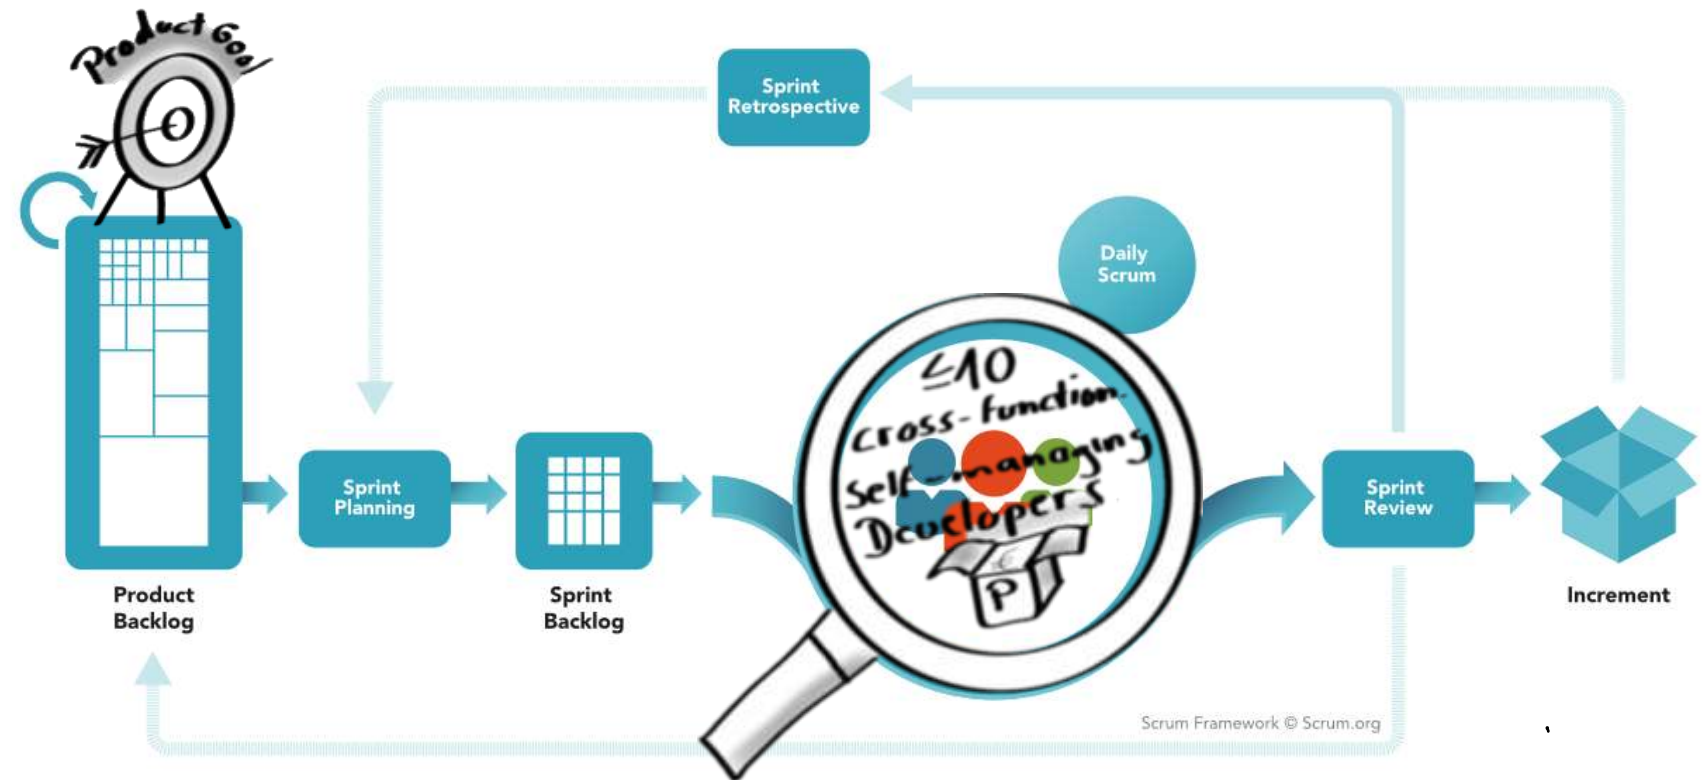 Product Goal
Sprint
Retrospective
Daily
Scrum
≤10
cross-function.
Self-managing
Developers
P
Sprint
Planning
Sprint
Review
Product
Backlog
Sprint
Backlog
Increment
Scrum Framework © Scrum.org